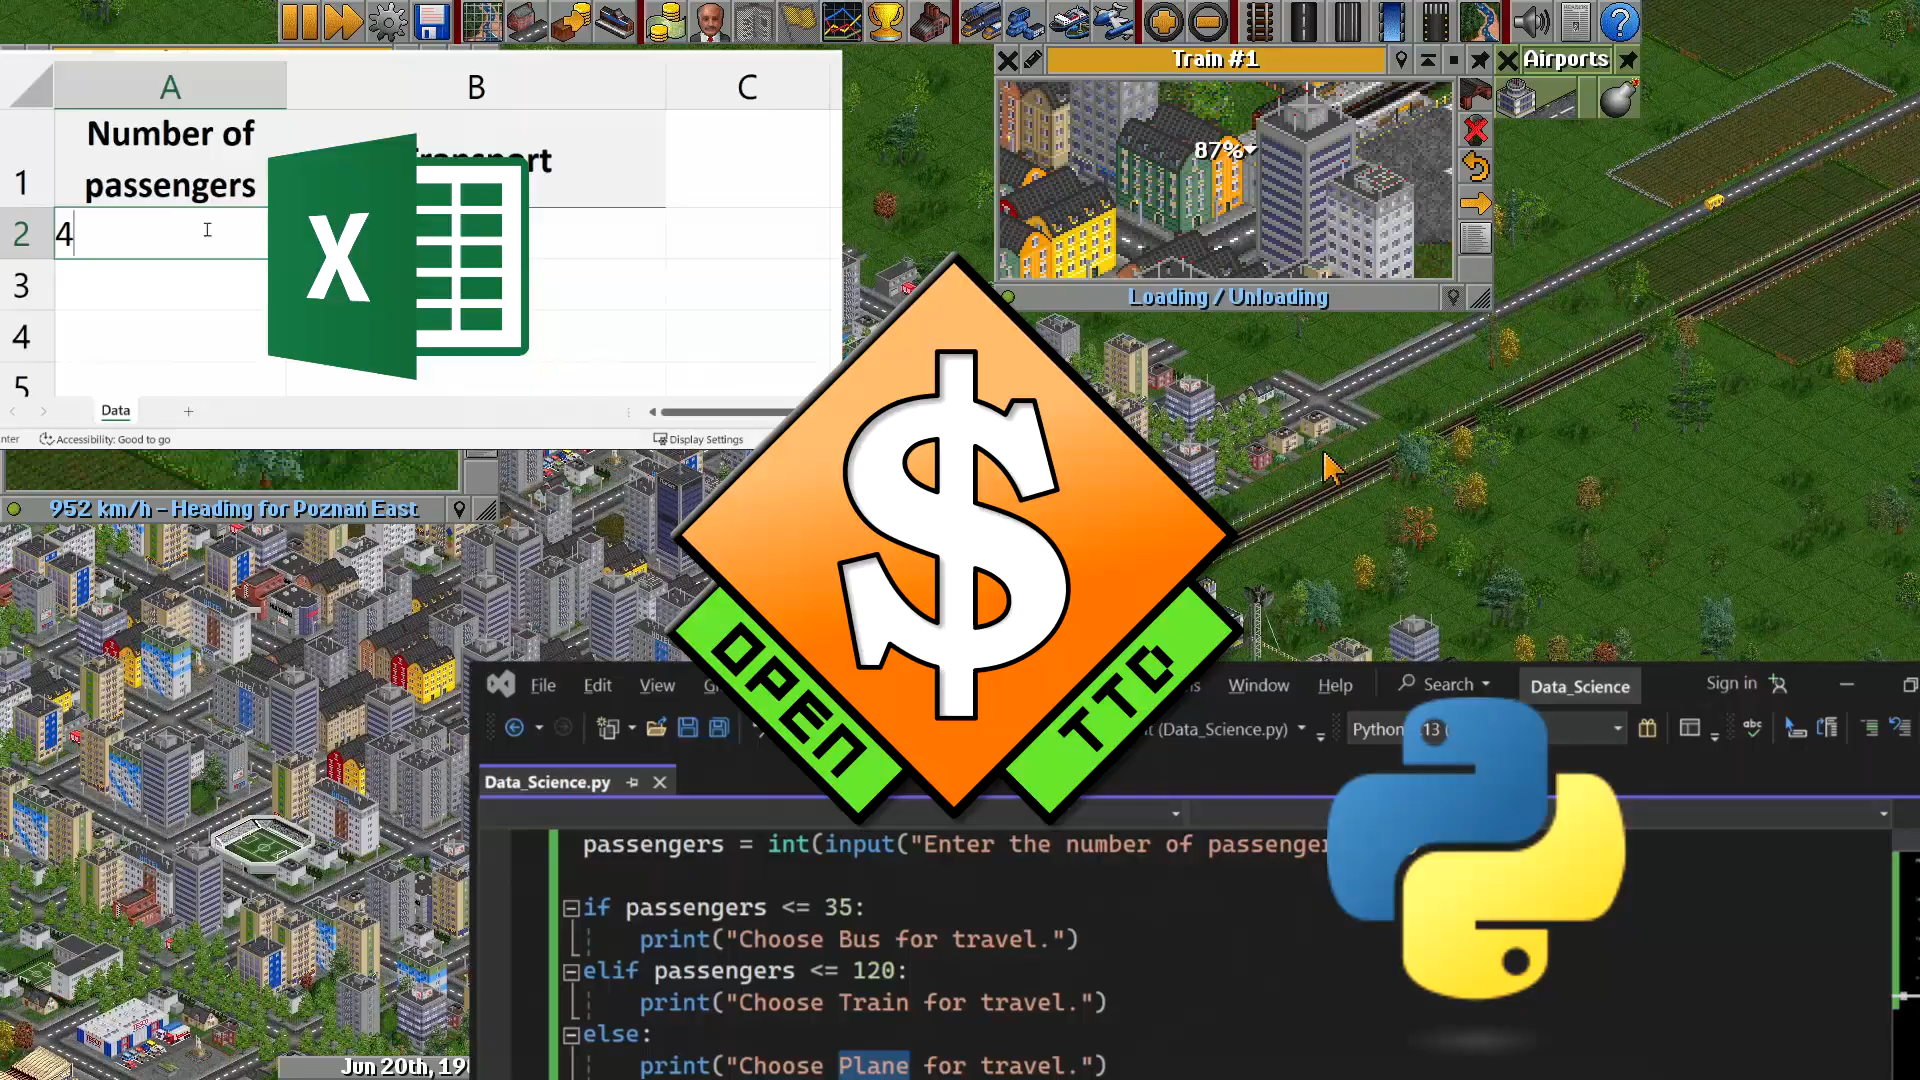 Train #1
Airports
A
B
C
Number of
passengers
1
2
4
3
4
5
X
87%
Loading / Unloading
Data
Accessibility: Good to go
Display Settings
952 km/h - Heading for Poznań East
$
OPEN
TTD
File
Edit
View
Window
Help
Search
Data_Science
Sign in
(Data_Science.py)
Python
Data_Science.py
passengers = int(input("Enter the number of
if passengers <= 35:
print("Choose Bus for travel.")
elif passengers <= 120:
print("Choose Train for travel.")
else:
print("Choose Plane for travel.")
Jun 20th,